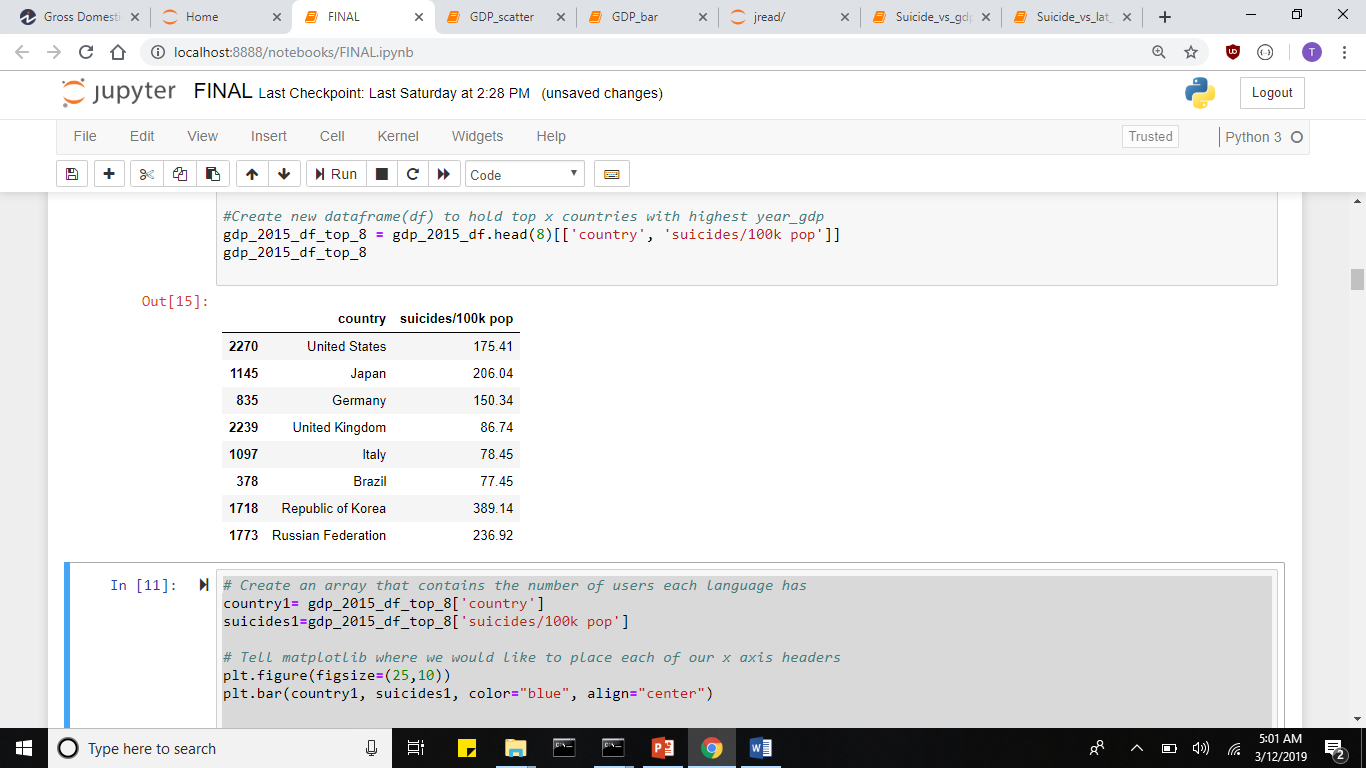 Gross Domesti
Home
FINAL
GDP_scatter
GDP_bar
jread/
Suicide_vs_gdp
Suicide_vs_lat_
localhost:8888/notebooks/FINAL.ipynb
T
jupyter FINAL Last Checkpoint: Last Saturday at 2:28 PM (unsaved changes)
Logout
File Edit View Insert Cell Kernel Widgets Help
Trusted Python 3
Run Code
#Create new dataframe(df) to hold top x countries with highest year_gdp
gdp_2015_df_top_8 = gdp_2015_df.head(8)[['country', 'suicides/100k pop']]
gdp_2015_df_top_8
Out[15]:
country suicides/100k pop
2270 United States 175.41
1145 Japan 206.04
835 Germany 150.34
2239 United Kingdom 86.74
1097 Italy 78.45
378 Brazil 77.45
1718 Republic of Korea 389.14
1773 Russian Federation 236.92
In [11]:
# Create an array that contains the number of users each language has
country1= gdp_2015_df_top_8['country']
suicides1=gdp_2015_df_top_8['suicides/100k pop']
# Tell matplotlib where we would like to place each of our x axis headers
plt.figure(figsize=(25,10))
plt.bar(country1, suicides1, color="blue", align="center")
Type here to search
5:01 AM
3/12/2019
2